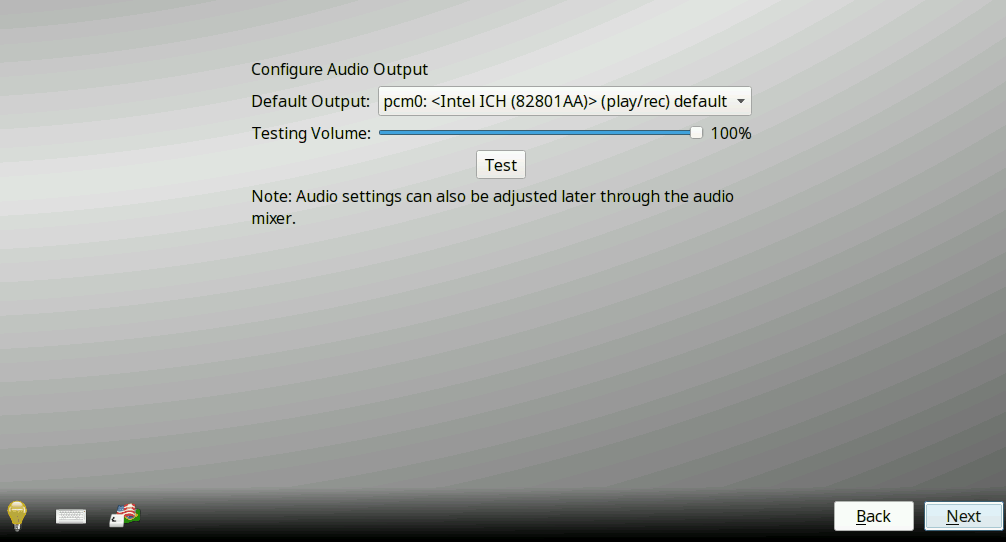 Configure Audio Output
Default Output: pcm0: <Intel ICH (82801AA)> (play/rec) default
Testing Volume: 100%
Test
Note: Audio settings can also be adjusted later through the audio
mixer.
Back Next